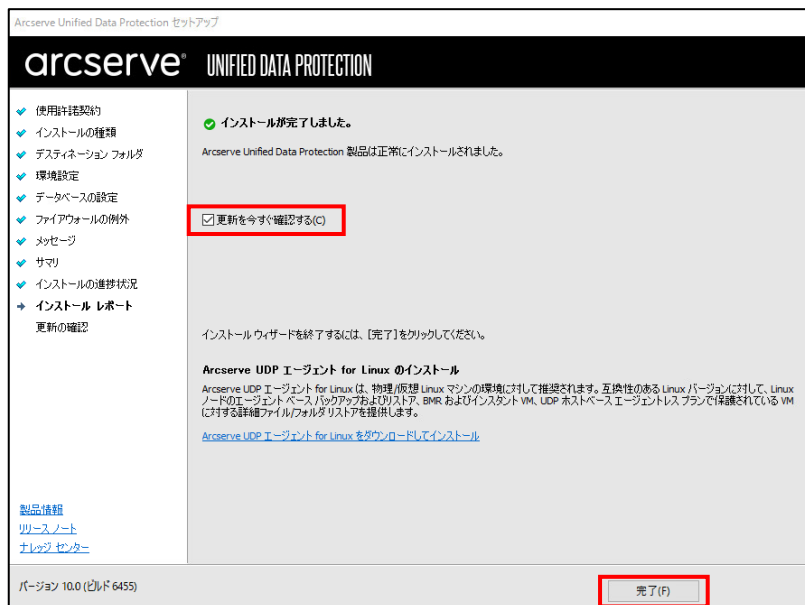 Arcserve Unified Data Protection セットアップ
arcserve® UNIFIED DATA PROTECTION
使用許諾契約
インストールの種類
デスティネーション フォルダ
環境設定
データベースの設定
ファイアウォールの例外
メッセージ
サマリ
インストールの進捗状況
インストール レポート
更新の確認
インストールが完了しました。
Arcserve Unified Data Protection 製品は正常にインストールされました。
更新を今すぐ確認する(C)
インストール ウィザードを終了するには、[完了]をクリックしてください。
Arcserve UDP エージェント for Linux のインストール
Arcserve UDP エージェント for Linux は、物理/仮想 Linux マシンの環境に対して推奨されます。互換性のある Linux バージョンに対して、Linux
ノードのエージェント ベース バックアップおよびリストア、BMR およびインスタント VM、UDP ホストベース エージェントレス プランで保護されている VM
に対する詳細ファイル/フォルダリストアを提供します。
Arcserve UDP エージェント for Linux をダウンロードしてインストール
製品情報
リリース ノート
ナレッジ センター
バージョン 10.0 (ビルド 6455)
完了(F)